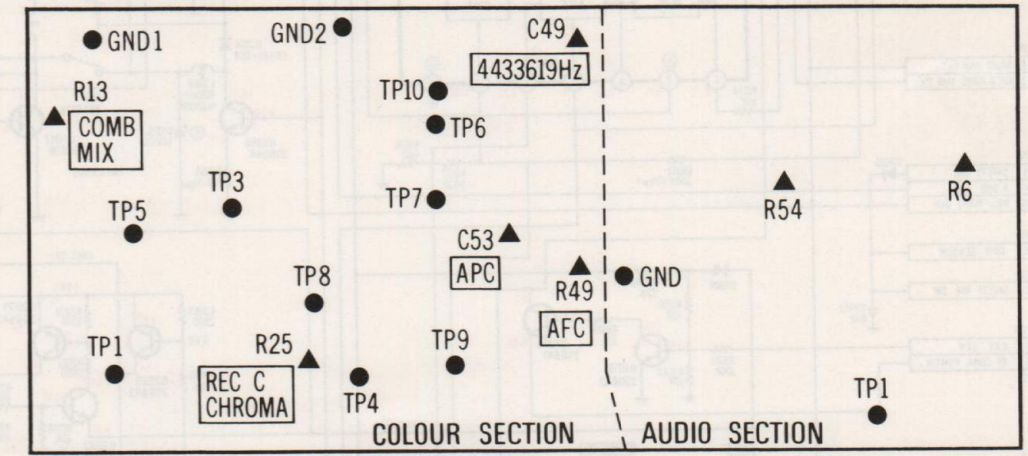 GND1
GND2
C49
4433619Hz
R13
COMB
MIX
TP10
TP6
TP3
TP5
TP7
R54
R6
C53
APC
R49
GND
AFC
TP8
TP1
R25
REC C
CHROMA
TP9
TP4
TP1
COLOUR SECTION
AUDIO SECTION